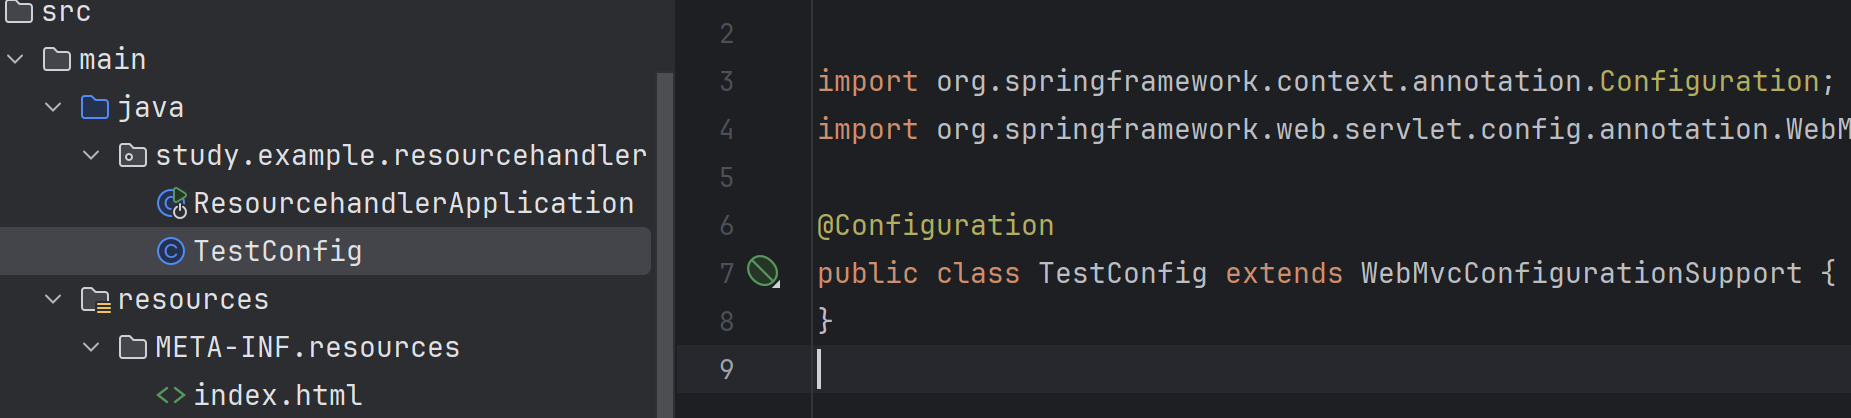 src
main
java
study.example.resourcehandler
ResourcehandlerApplication
TestConfig
resources
META-INF.resources
index.html
2
3 import org.springframework.context.annotation.Configuration;
4 import org.springframework.web.servlet.config.annotation.WebM
5
6 @Configuration
7 public class TestConfig extends WebMvcConfigurationSupport {
8 }
9